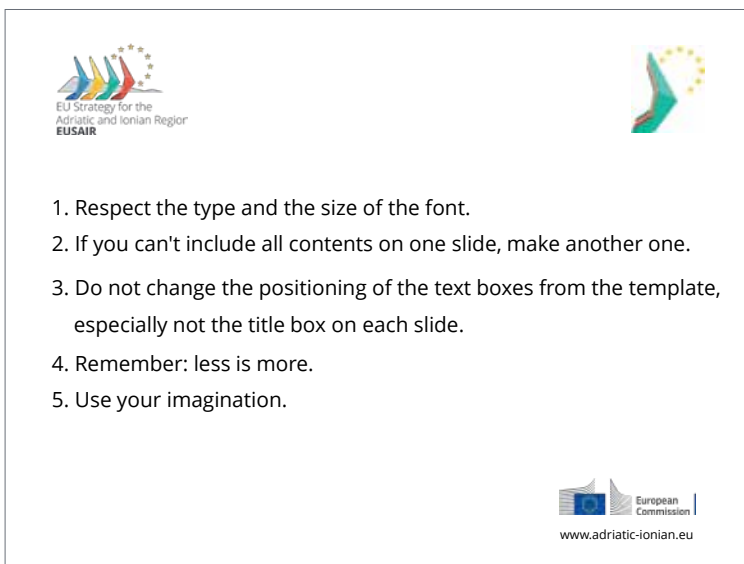 EU Strategy for the
Adriatic and Ionian Region
EUSAIR
1. Respect the type and the size of the font.
2. If you can't include all contents on one slide, make another one.
3. Do not change the positioning of the text boxes from the template,
especially not the title box on each slide.
4. Remember: less is more.
5. Use your imagination.
European
Commission
www.adriatic-ionian.eu